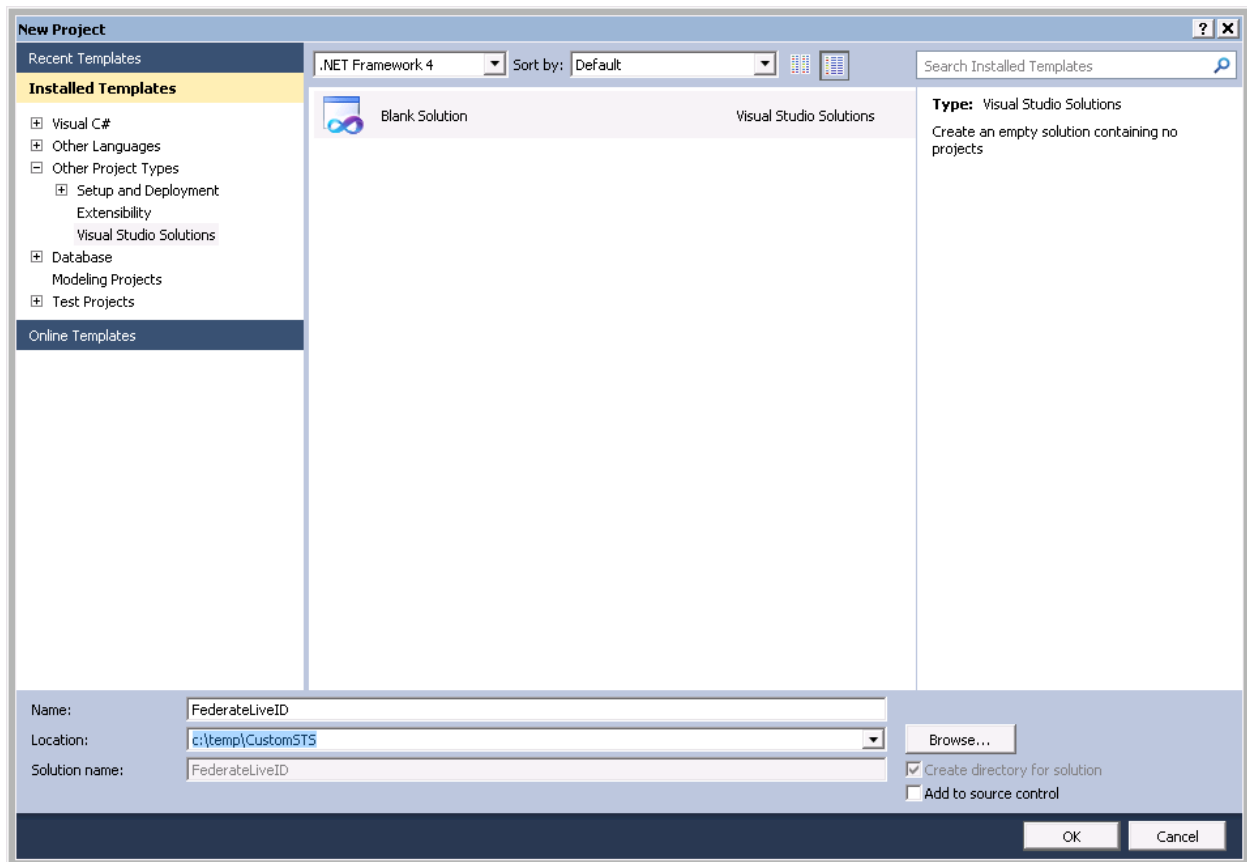 New Project
Recent Templates
Installed Templates
Visual C#
Other Languages
Other Project Types
Setup and Deployment
Extensibility
Visual Studio Solutions
Database
Modeling Projects
Test Projects
Online Templates
.NET Framework 4 Sort by: Default
Search Installed Templates
Blank Solution Visual Studio Solutions
Type: Visual Studio Solutions
Create an empty solution containing no
projects
Name: FederateLiveID
Location: c:\temp\CustomSTS Browse...
Solution name: FederateLiveID Create directory for solution
Add to source control
OK Cancel